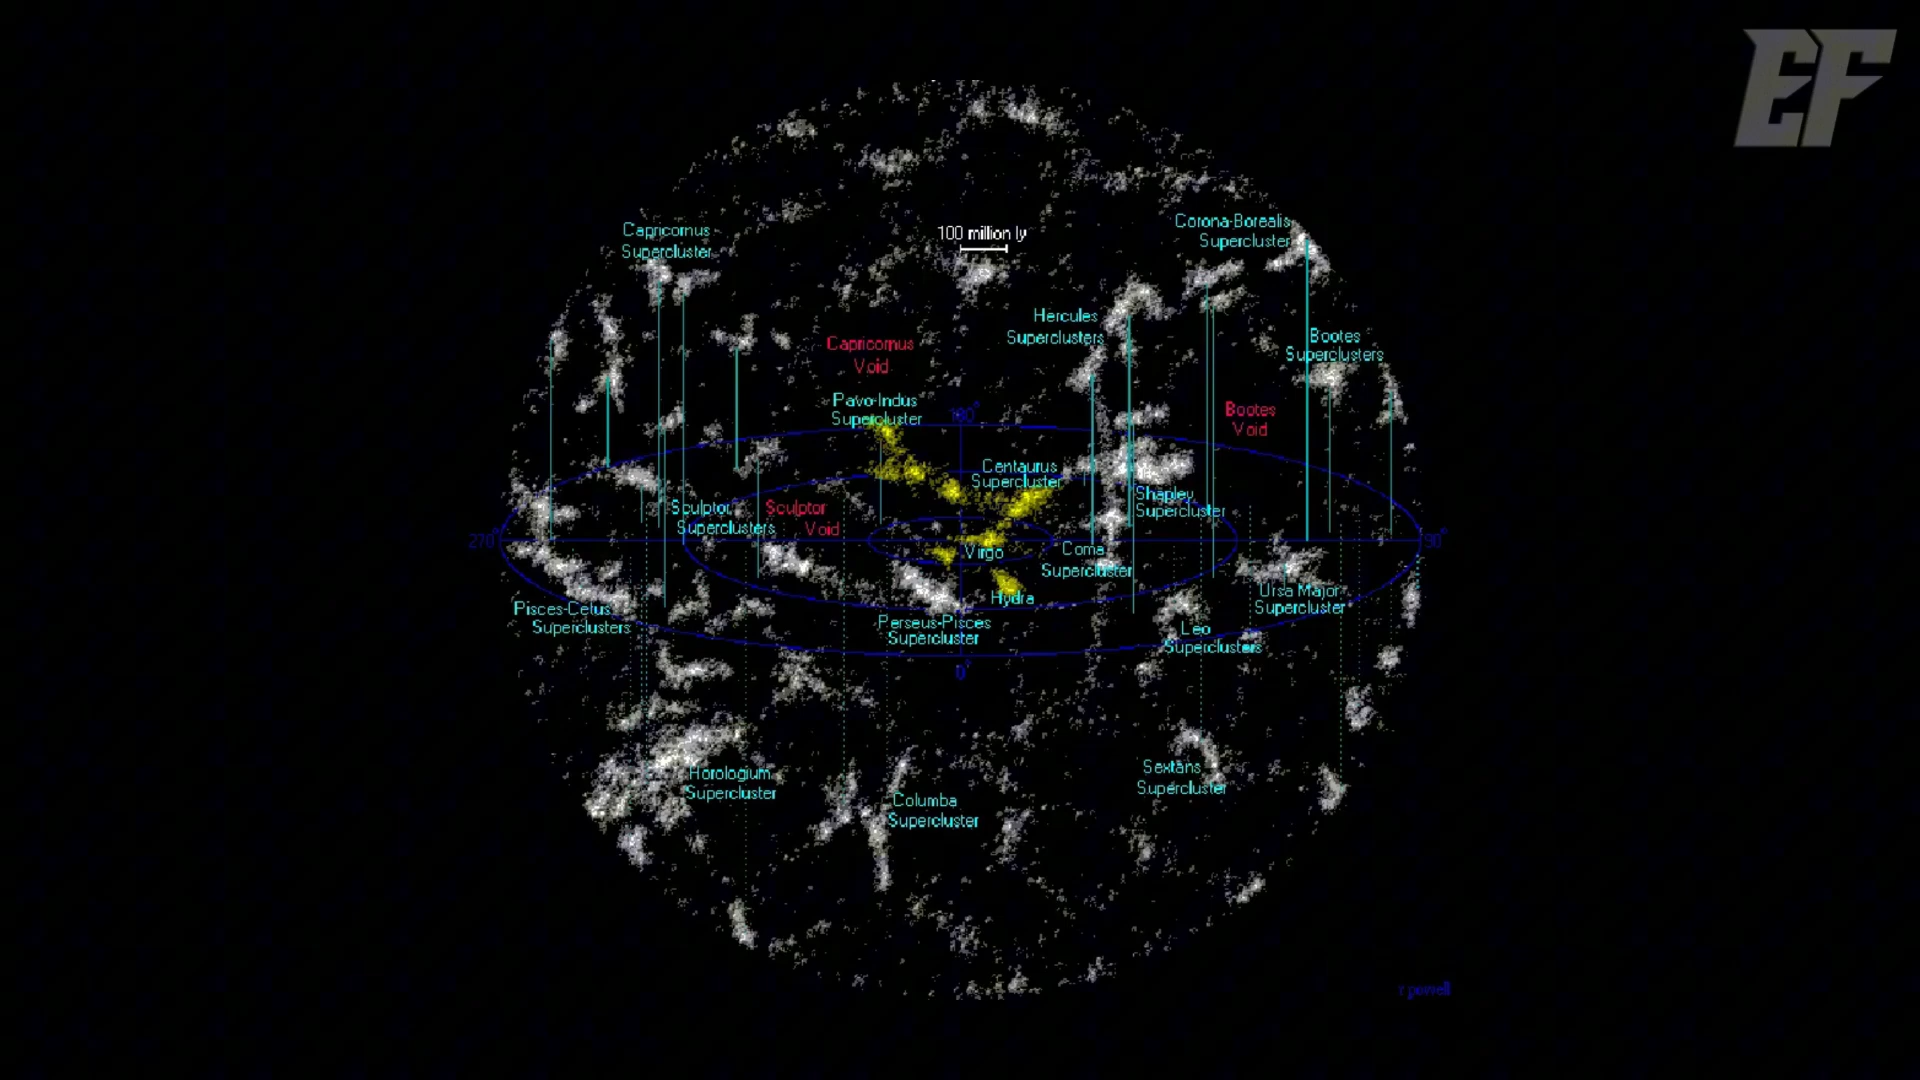 EF
Capricornus
Supercluster
100 million ly
Corona-Borealis
Supercluster
Hercules
Superclusters
Bootes
Superclusters
Capricornus
Void
Pavo-Indus
Supercluster
180°
Bootes
Void
Centaurus
Supercluster
Shapley
Supercluster
Sculptor
Superclusters
Sculptor
Void
270°
Virgo
Coma
Supercluster
90°
Hydra
Ursa Major
Supercluster
Pisces-Cetus
Superclusters
Perseus-Pisces
Supercluster
Leo
Superclusters
0°
Horologium
Supercluster
Columba
Supercluster
Sextans
Supercluster
r powell